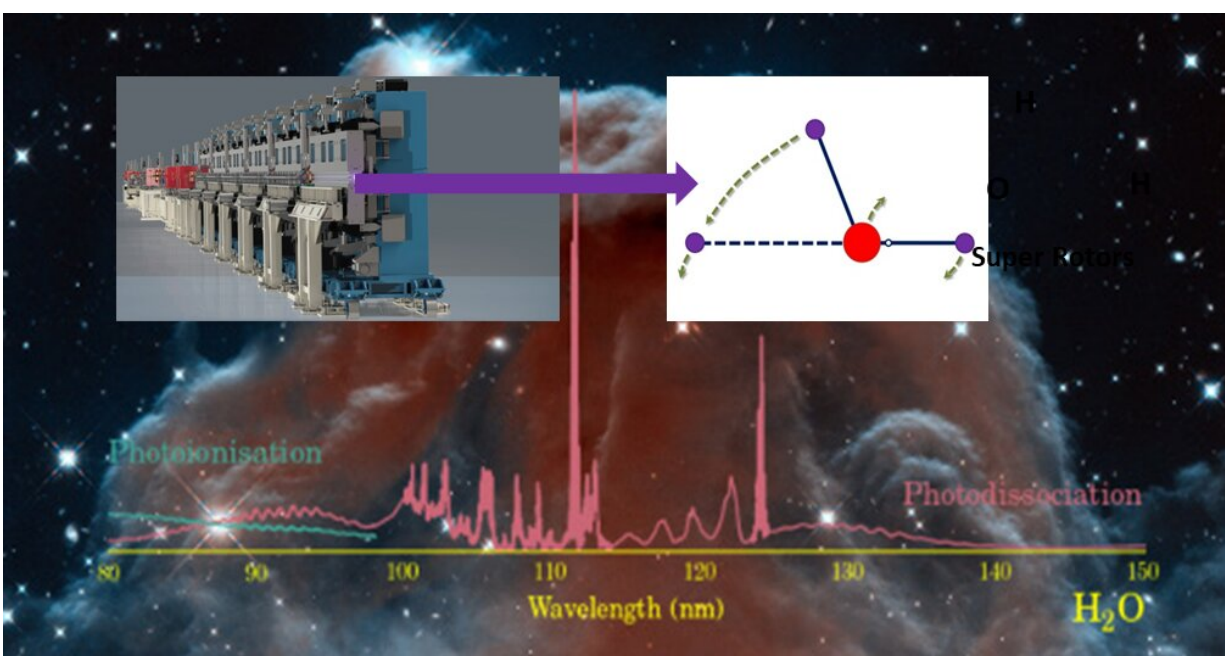 H
O
H
Super Rotors
Photoionisation
Photodissociation
80 90 100 110 120 130 140 150
Wavelength (nm)
H₂O